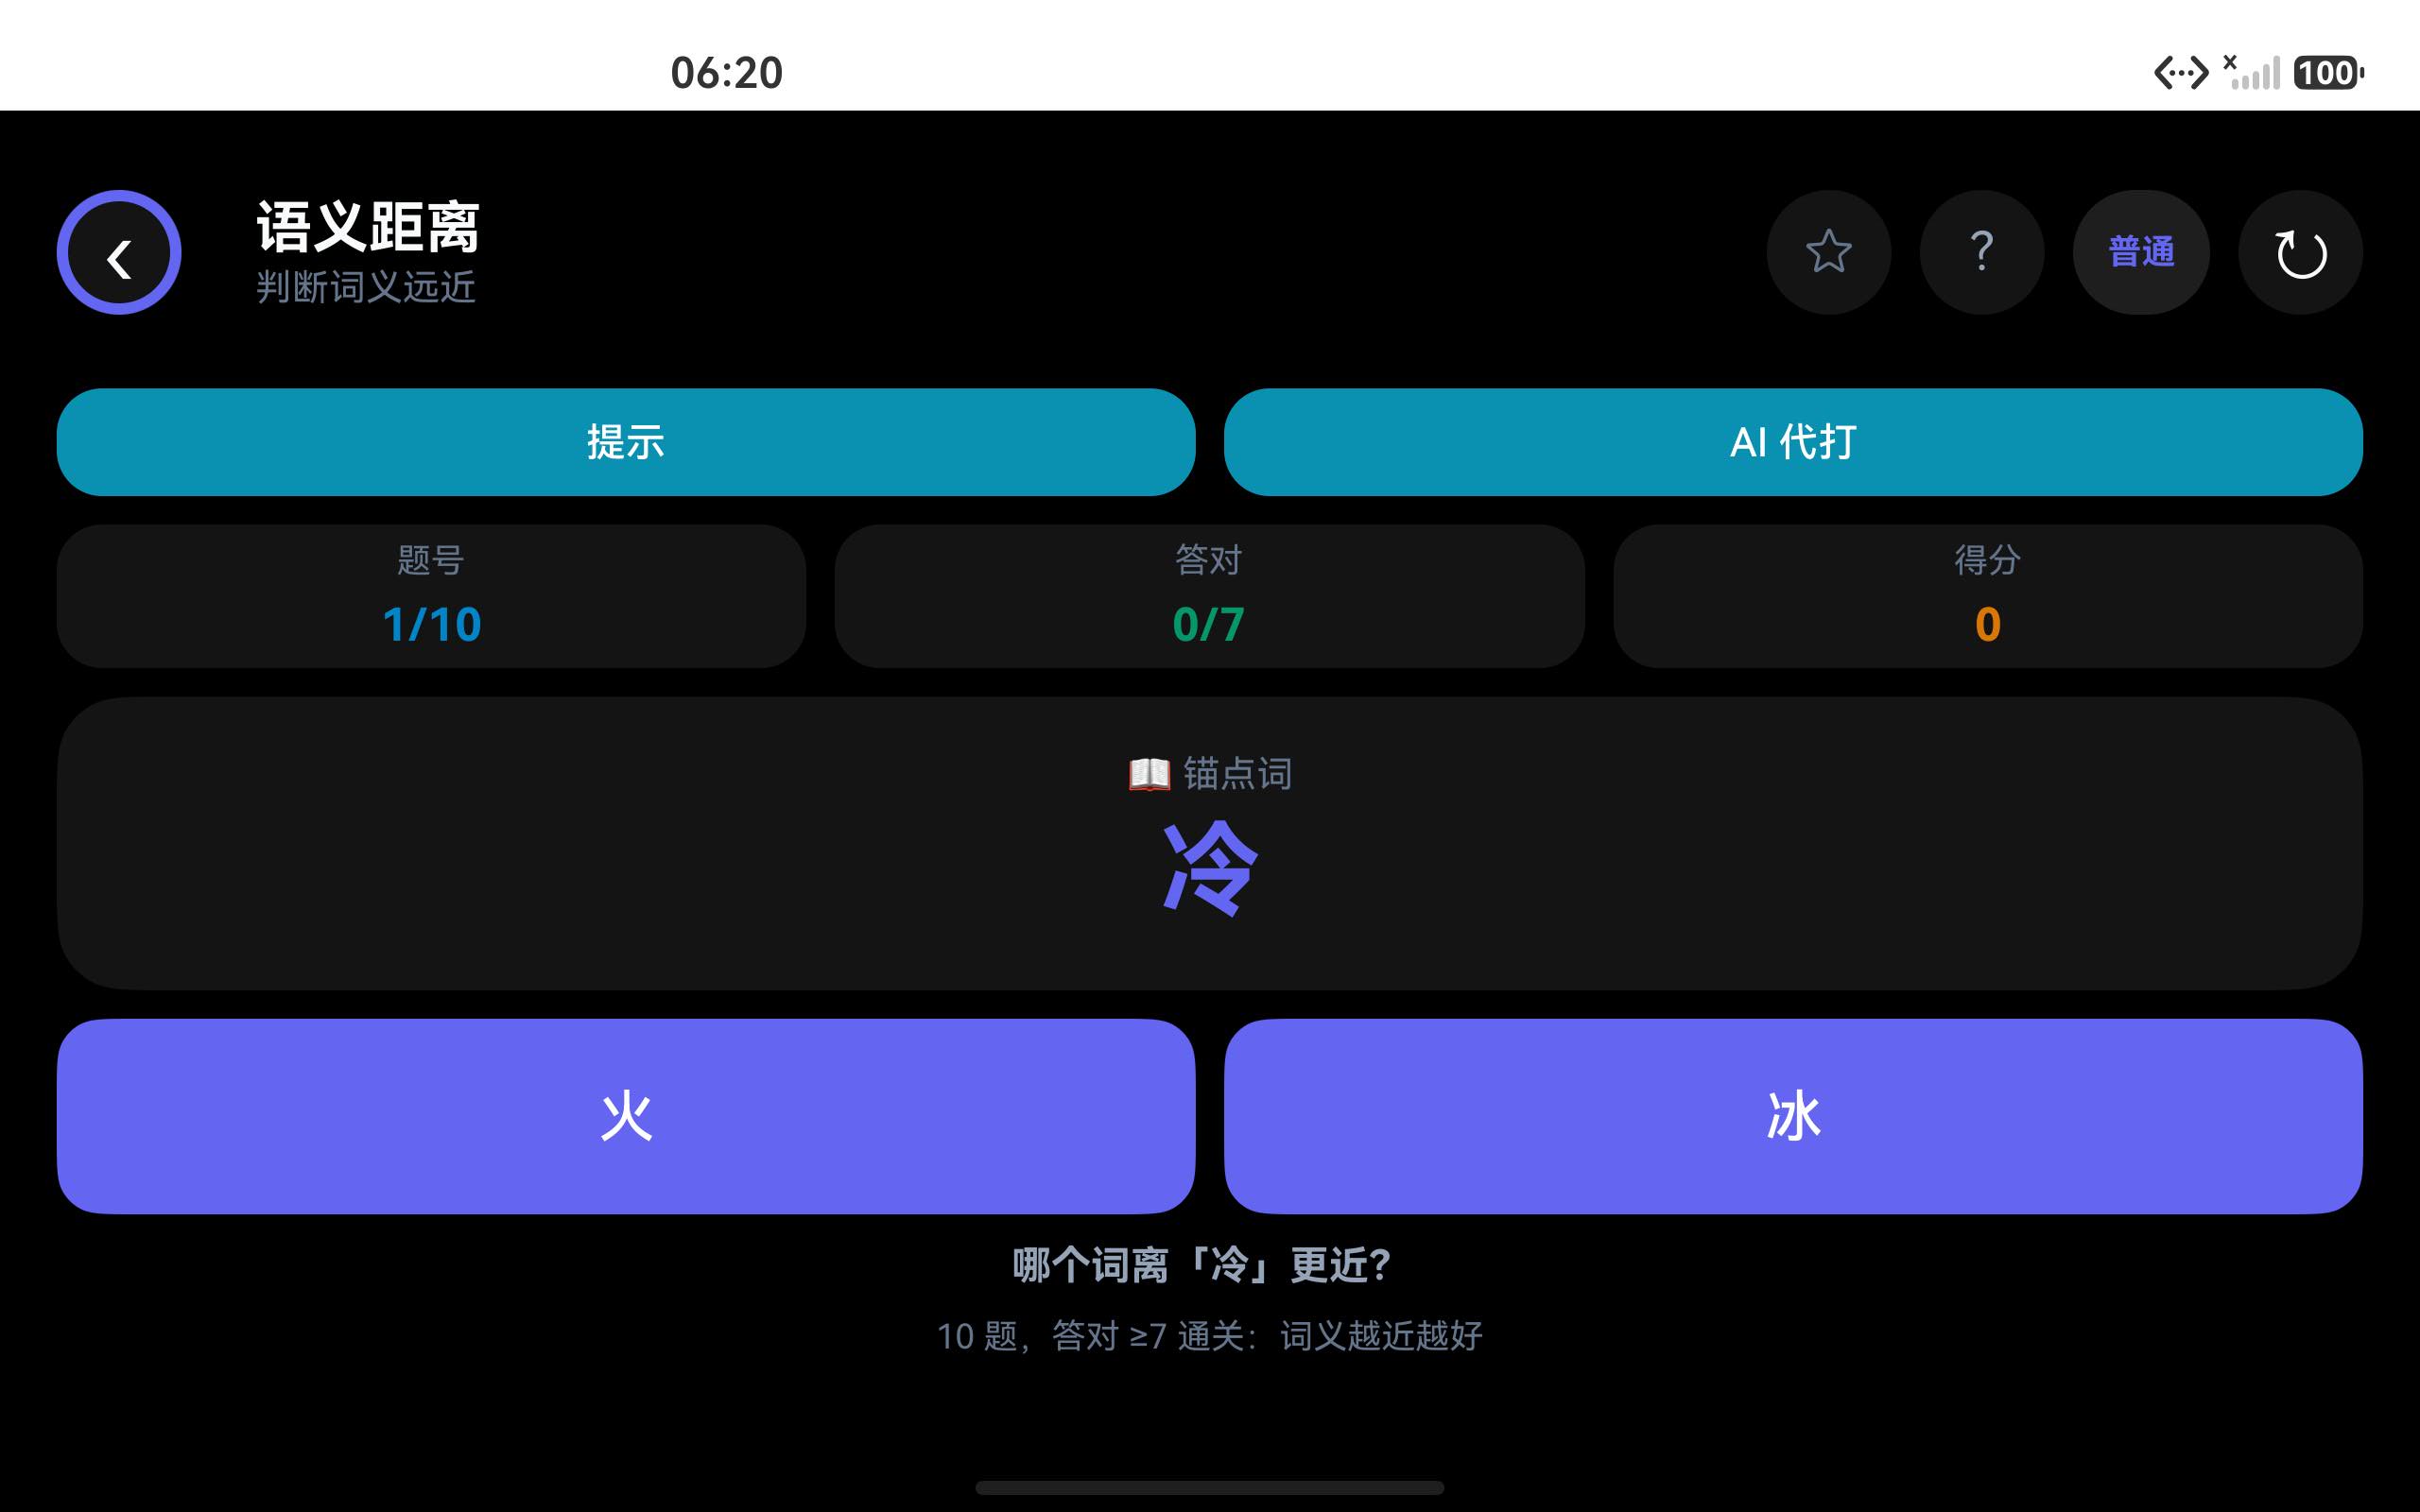 06:20
100
语义距离
判断词义远近
?
普通
提示
AI 代打
题号
答对
得分
1/10
0/7
0
锚点词
冷
火
冰
哪个词离「冷」更近？
10 题，答对 ≥7 通关：词义越近越好